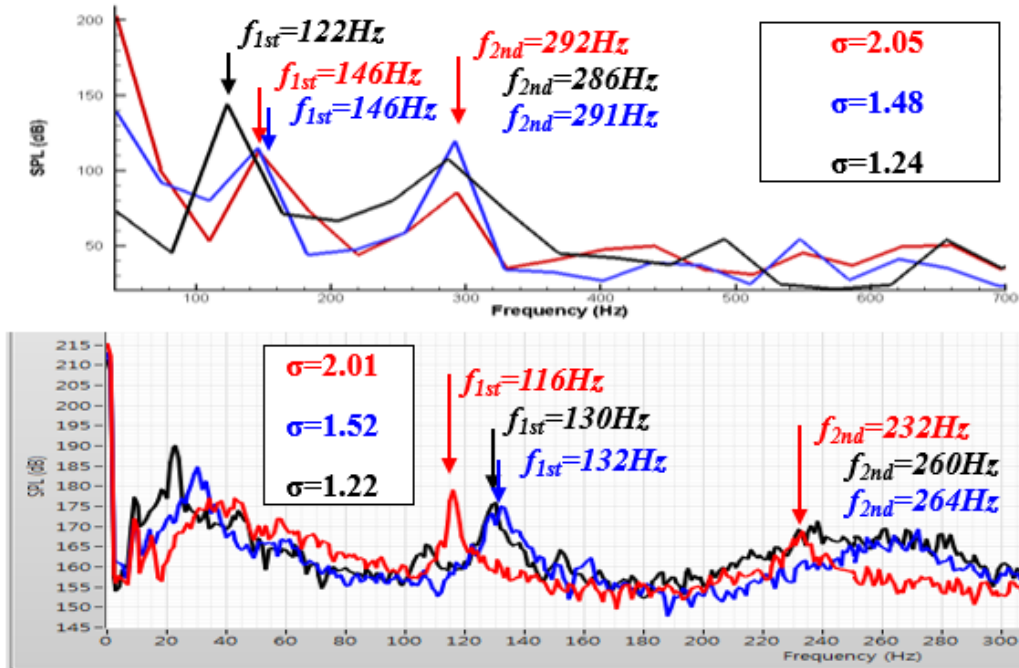 200
150
100
50
SPL (dB)
f1st=122Hz
f1st=146Hz
f1st=146Hz
f2nd=292Hz
f2nd=286Hz
f2nd=291Hz
σ=2.05
σ=1.48
σ=1.24
100 200 300 400 500 600 700
Frequency (Hz)
215
210
205
200
195
190
185
180
175
170
165
160
155
150
145
SPL (dB)
σ=2.01
σ=1.52
σ=1.22
f1st=116Hz
f1st=130Hz
f1st=132Hz
f2nd=232Hz
f2nd=260Hz
f2nd=264Hz
0 20 40 60 80 100 120 140 160 180 200 220 240 260 280 300
Frequency (Hz)